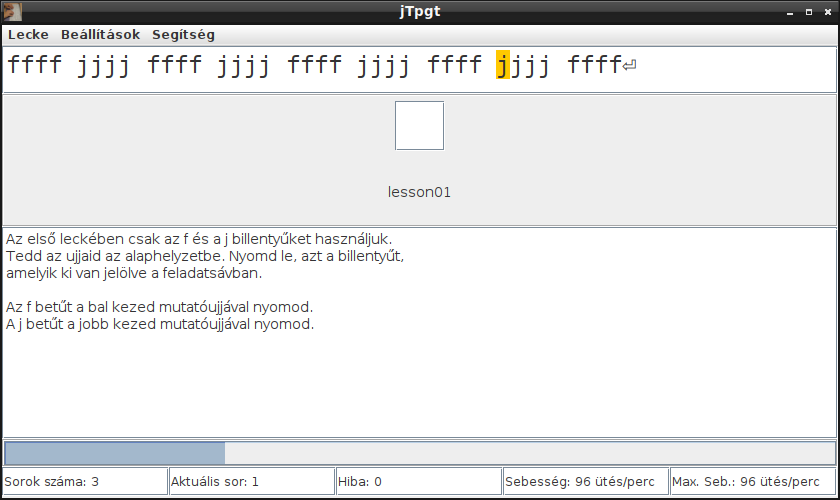 jTpgt
Lecke Beállítások Segítség
ffff jjjj ffff jjjj ffff jjjj ffff jjjj ffff⏎
lesson01
Az első leckében csak az f és a j billentyűket használjuk.
Tedd az ujjaid az alaphelyzetbe. Nyomd le, azt a billentyűt,
amelyik ki van jelölve a feladatsávban.
Az f betűt a bal kezed mutatóujjával nyomod.
A j betűt a jobb kezed mutatóujjával nyomod.
Sorok száma: 3 Aktuális sor: 1 Hiba: 0 Sebesség: 96 ütés/perc Max. Seb.: 96 ütés/perc